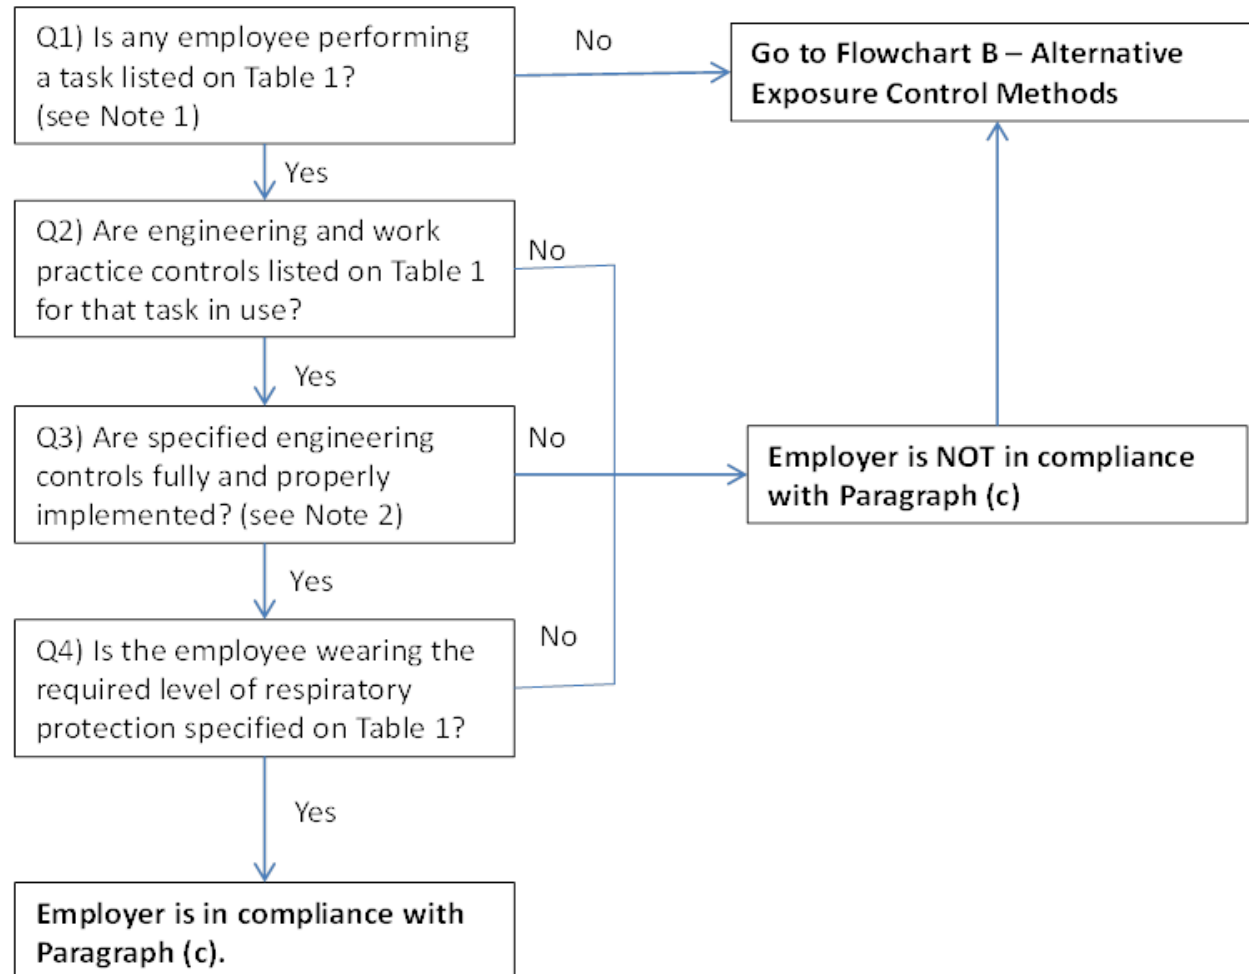 Q1) Is any employee performing
a task listed on Table 1?
(see Note 1)
No
Go to Flowchart B – Alternative
Exposure Control Methods
Yes
Q2) Are engineering and work
practice controls listed on Table 1
for that task in use?
No
Yes
Q3) Are specified engineering
controls fully and properly
implemented? (see Note 2)
No
Employer is NOT in compliance
with Paragraph (c)
Yes
Q4) Is the employee wearing the
required level of respiratory
protection specified on Table 1?
No
Yes
Employer is in compliance with
Paragraph (c).